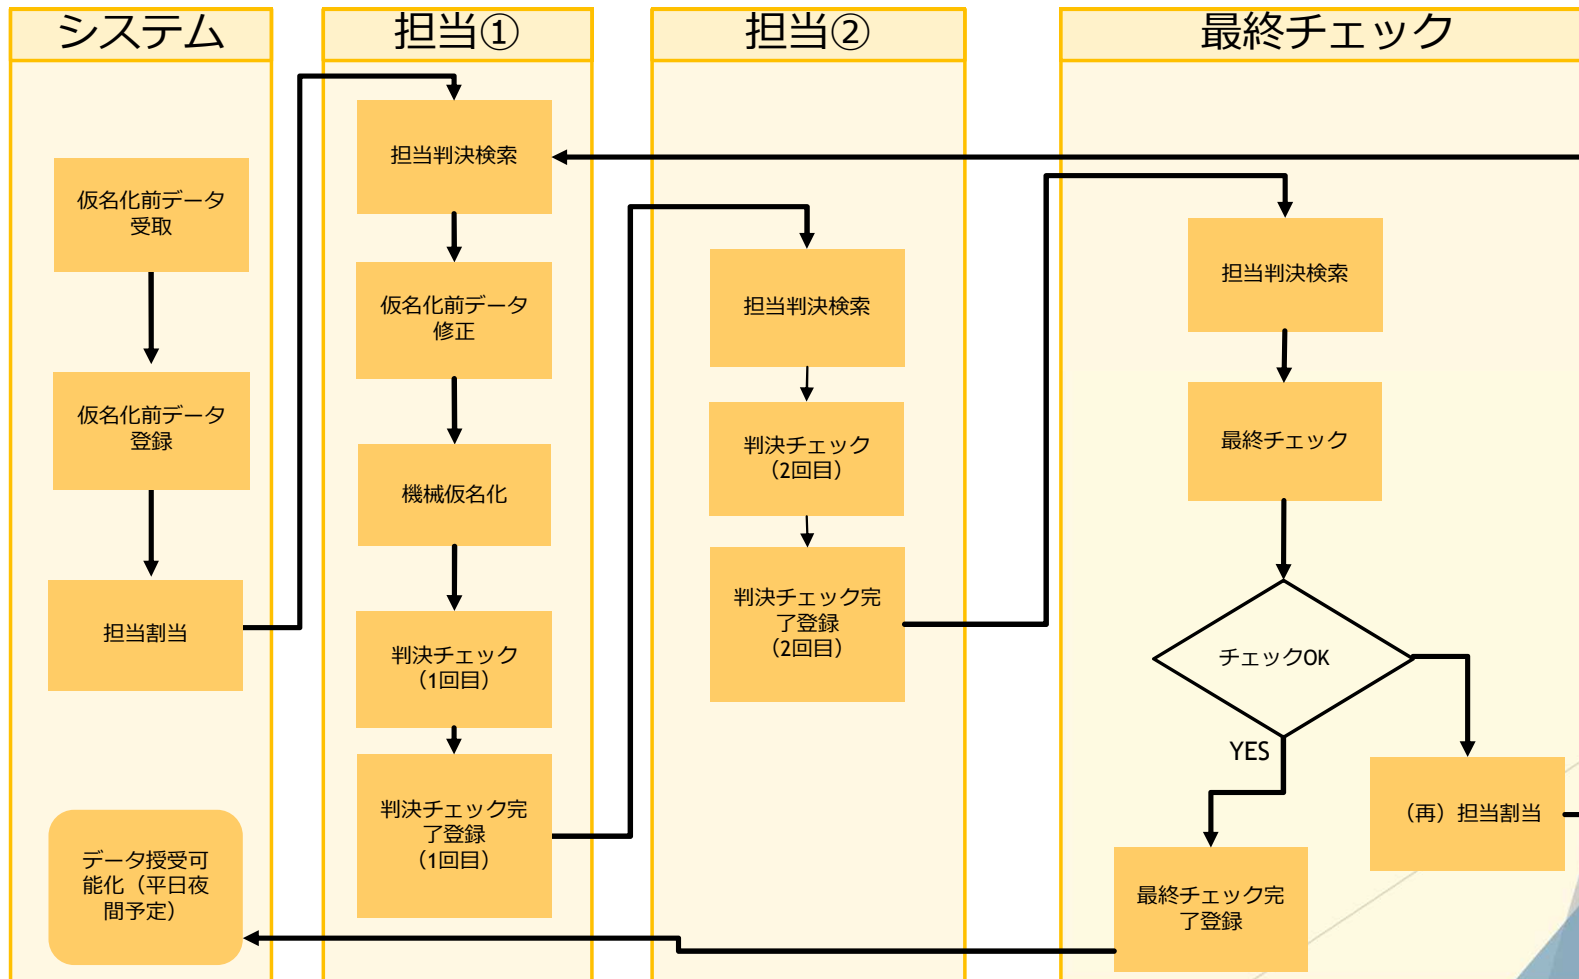 システム
仮名化前データ
受取
仮名化前データ
登録
担当割当
データ授受可
能化（平日夜
間予定）
担当①
担当判決検索
仮名化前データ
修正
機械仮名化
判決チェック
（1回目）
判決チェック完
了登録
（1回目）
担当②
担当判決検索
判決チェック
（2回目）
判決チェック完
了登録
（2回目）
最終チェック
担当判決検索
最終チェック
チェックOK
YES
（再）担当割当
最終チェック完
了登録